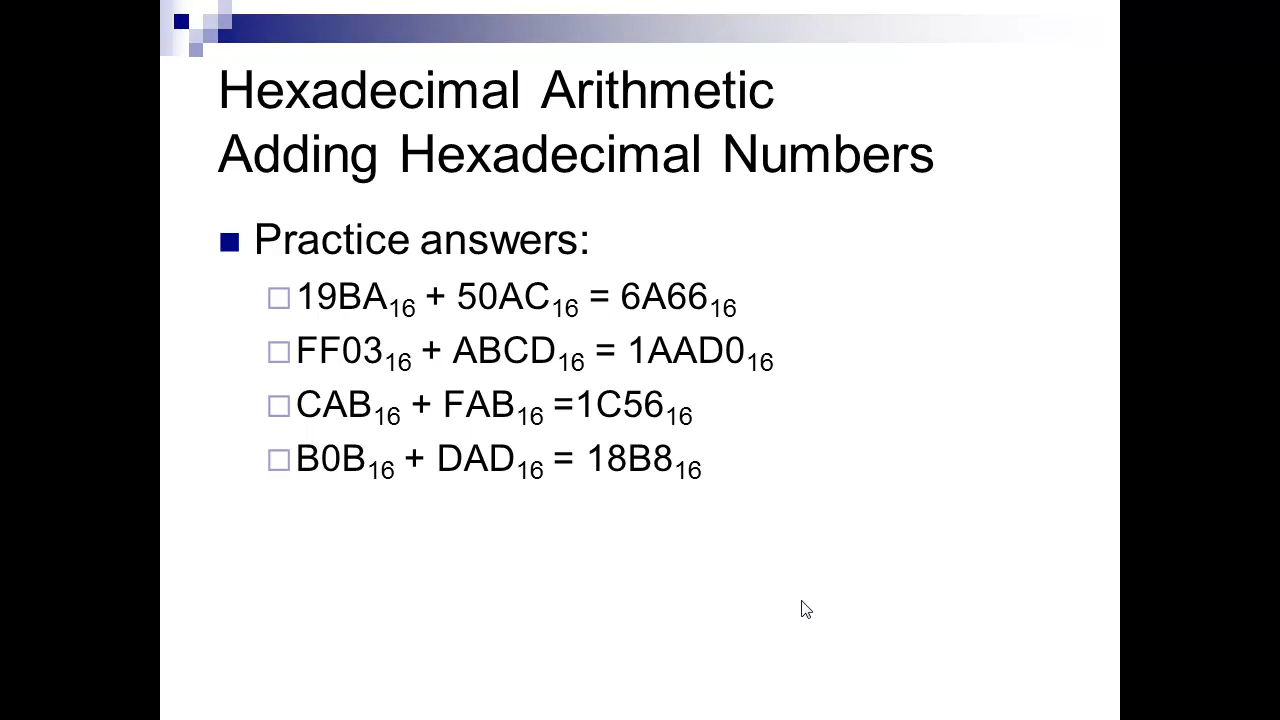 Hexadecimal Arithmetic
Adding Hexadecimal Numbers
Practice answers:
19BA₁₆ + 50AC₁₆ = 6A66₁₆
FF03₁₆ + ABCD₁₆ = 1AAD0₁₆
CAB₁₆ + FAB₁₆ =1C56₁₆
B0B₁₆ + DAD₁₆ = 18B8₁₆